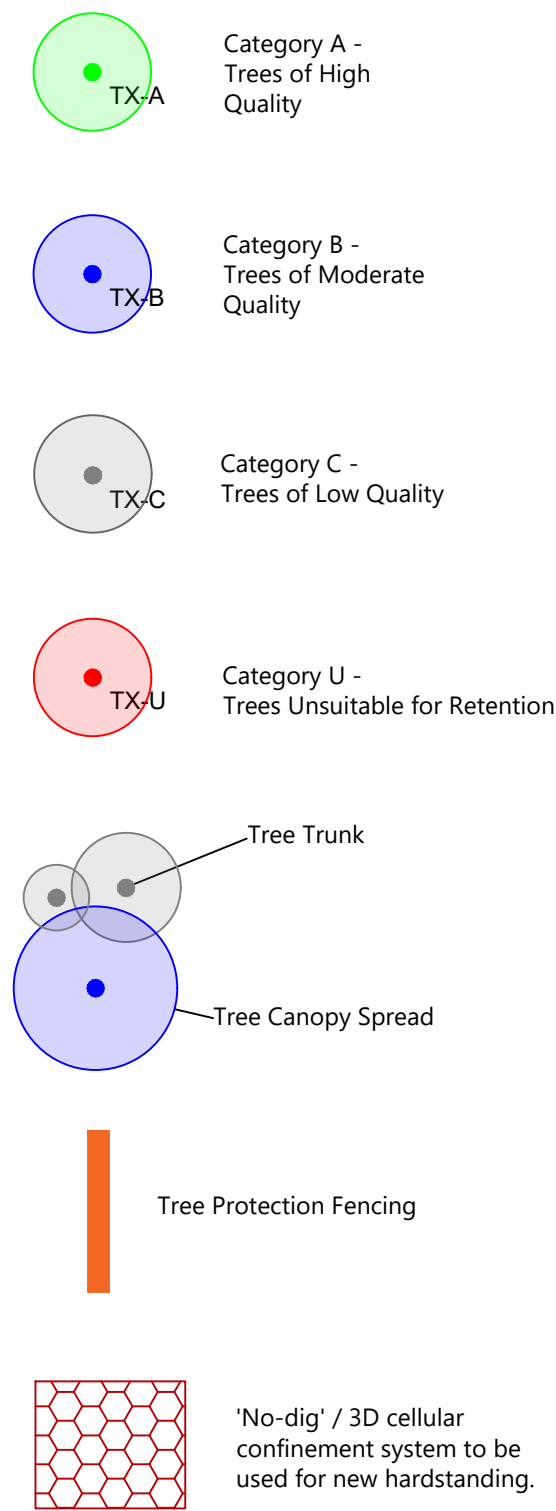 Category A -
Trees of High
Quality
TX-A
Category B -
Trees of Moderate
Quality
TX-B
Category C -
Trees of Low Quality
TX-C
Category U -
Trees Unsuitable for Retention
TX-U
Tree Trunk
Tree Canopy Spread
Tree Protection Fencing
'No-dig' / 3D cellular
confinement system to be
used for new hardstanding.